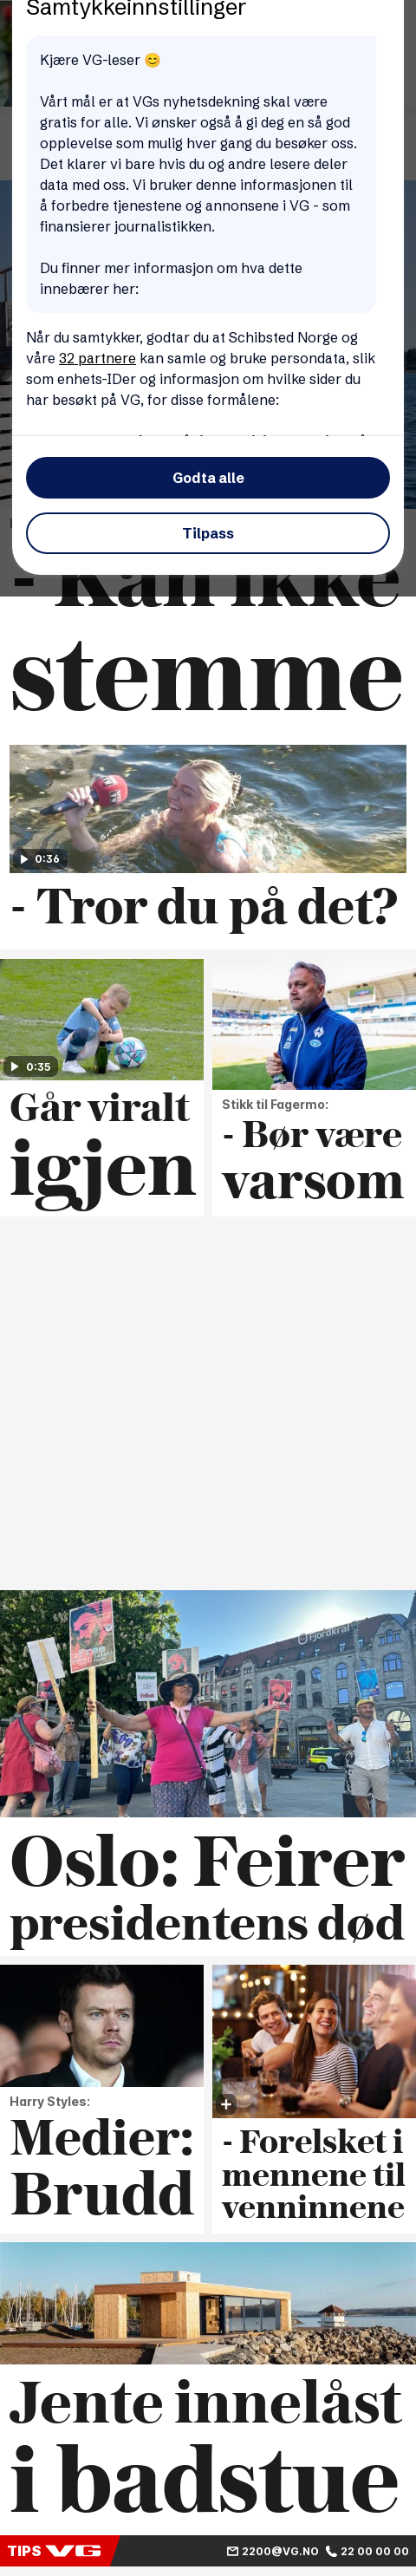 Samtykkeinnstillinger
Kjære VG-leser 😊
Vårt mål er at VGs nyhetsdekning skal være
gratis for alle. Vi ønsker også å gi deg en så god
opplevelse som mulig hver gang du besøker oss.
Det klarer vi bare hvis du og andre lesere deler
data med oss. Vi bruker denne informasjonen til
å forbedre tjenestene og annonsene i VG - som
finansierer journalistikken.
Du finner mer informasjon om hva dette
innebærer her:
Når du samtykker, godtar du at Schibsted Norge og
våre 32 partnere kan samle og bruke persondata, slik
som enhets-IDer og informasjon om hvilke sider du
har besøkt på VG, for disse formålene:
Godta alle
Tilpass
- Kan ikke
stemme
0:36
- Tror du på det?
0:35
Går viralt
igjen
Stikk til Fagermo:
- Bør være
varsom
Fjordkraf
Oslo: Feirer
presidentens død
Harry Styles:
Medier:
Brudd
- Forelsket i
mennene til
venninnene
Jente innelåst
i badstue
TIPS VG 2200@VG.NO 22 00 00 00